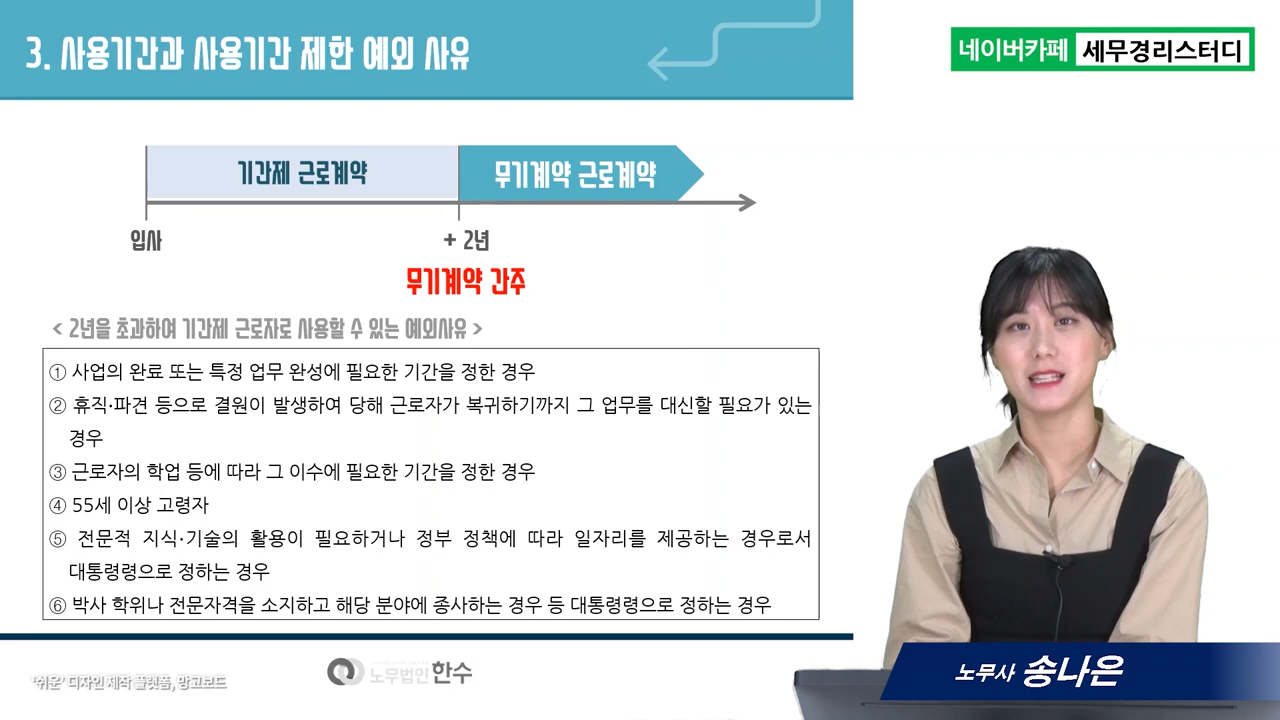 3. 사용기간과 사용기간 제한 예외 사유
네이버카페 세무경리스터디
기간제 근로계약
무기계약 근로계약
입사
+ 2년
무기계약 간주
< 2년을 초과하여 기간제 근로자로 사용할 수 있는 예외사유 >
① 사업의 완료 또는 특정 업무 완성에 필요한 기간을 정한 경우
② 휴직·파견 등으로 결원이 발생하여 당해 근로자가 복귀하기까지 그 업무를 대신할 필요가 있는
경우
③ 근로자의 학업 등에 따라 그 이수에 필요한 기간을 정한 경우
④ 55세 이상 고령자
⑤ 전문적 지식·기술의 활용이 필요하거나 정부 정책에 따라 일자리를 제공하는 경우로서
대통령령으로 정하는 경우
⑥ 박사 학위나 전문자격을 소지하고 해당 분야에 종사하는 경우 등 대통령령으로 정하는 경우
노무법인 한수
'쉬운' 디자인 제작 플랫폼, 망고보드
노무사 송나은